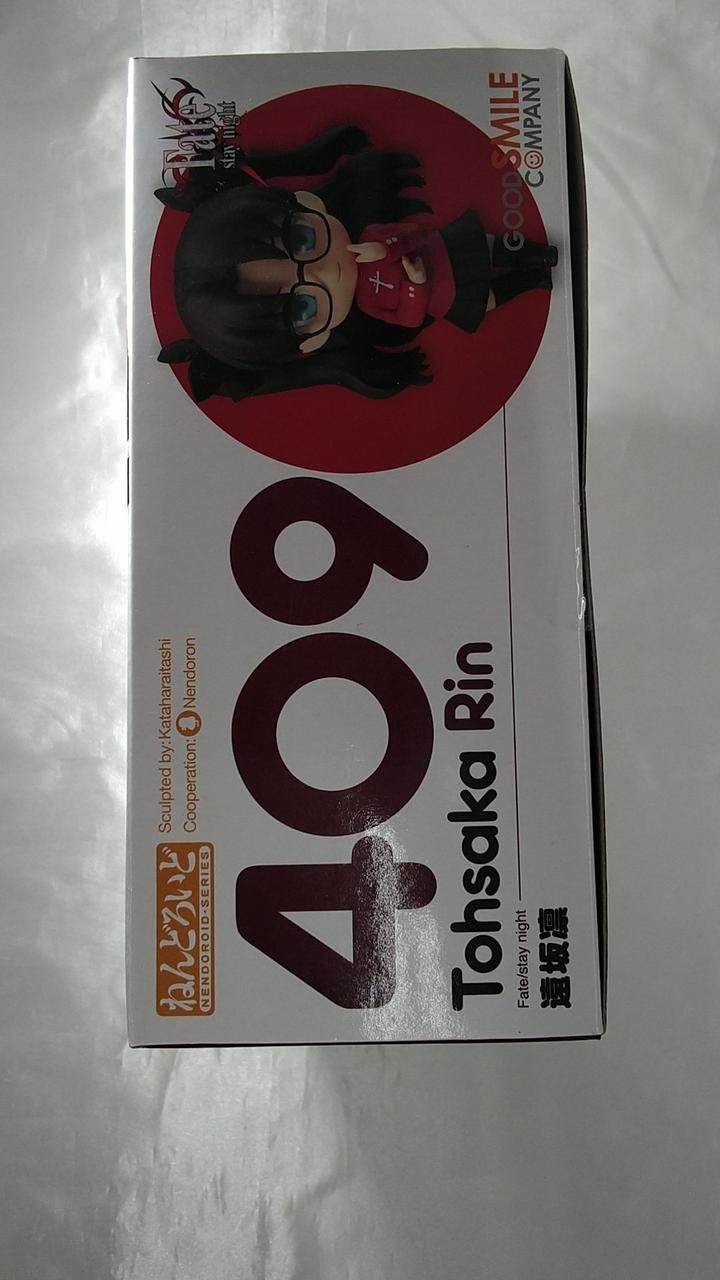 ねんどろいど
NENDOROID·SERIES
Sculpted by: Kataharaitashi
Cooperation: Nendoron
Fate
stay night
409
Tohsaka Rin
Fate/stay night
遠坂凛
GOOD SMILE
COMPANY